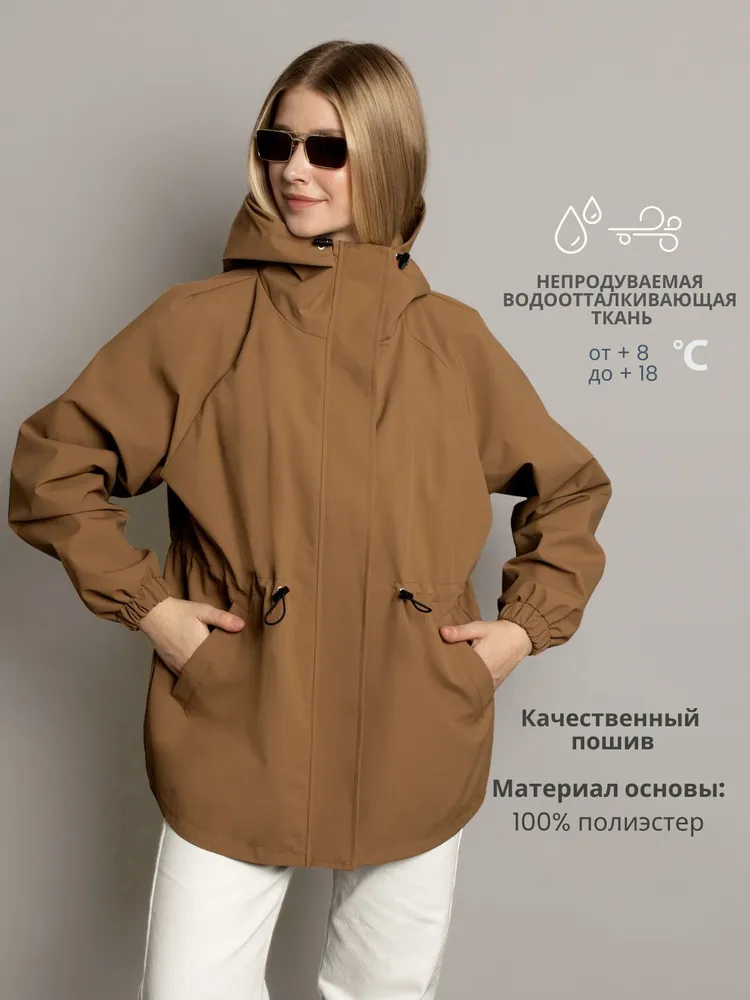 НЕПРОДУВАЕМАЯ
ВОДООТТАЛКИВАЮЩАЯ
ТКАНЬ
от + 8 °C
до + 18
Качественный
пошив
Материал основы:
100% полиэстер